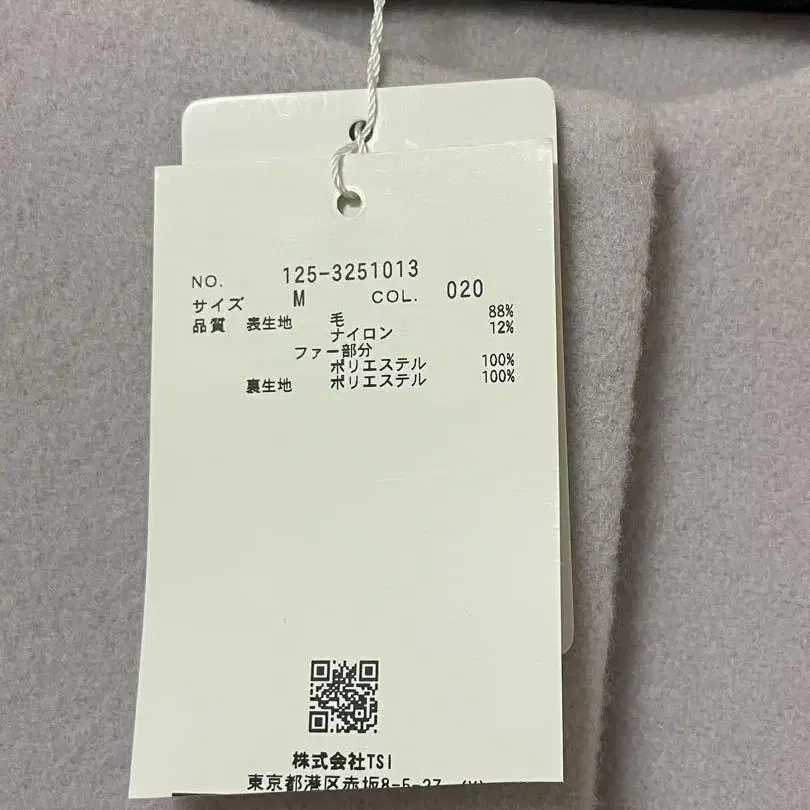 NO. 125-3251013
サイズ M COL. 020
品質 表生地 毛 88%
ナイロン 12%
ファー部分
ポリエステル 100%
裏生地 ポリエステル 100%
株式会社TSI
東京都港区赤坂8-5-27